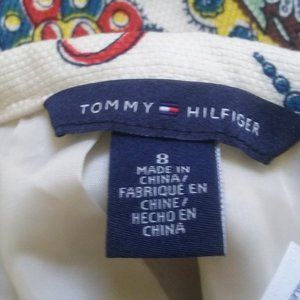 TOMMY HILFIGER
8
MADE IN
CHINA/
FABRIQUÉ EN
CHINE/
HECHO EN
CHINA